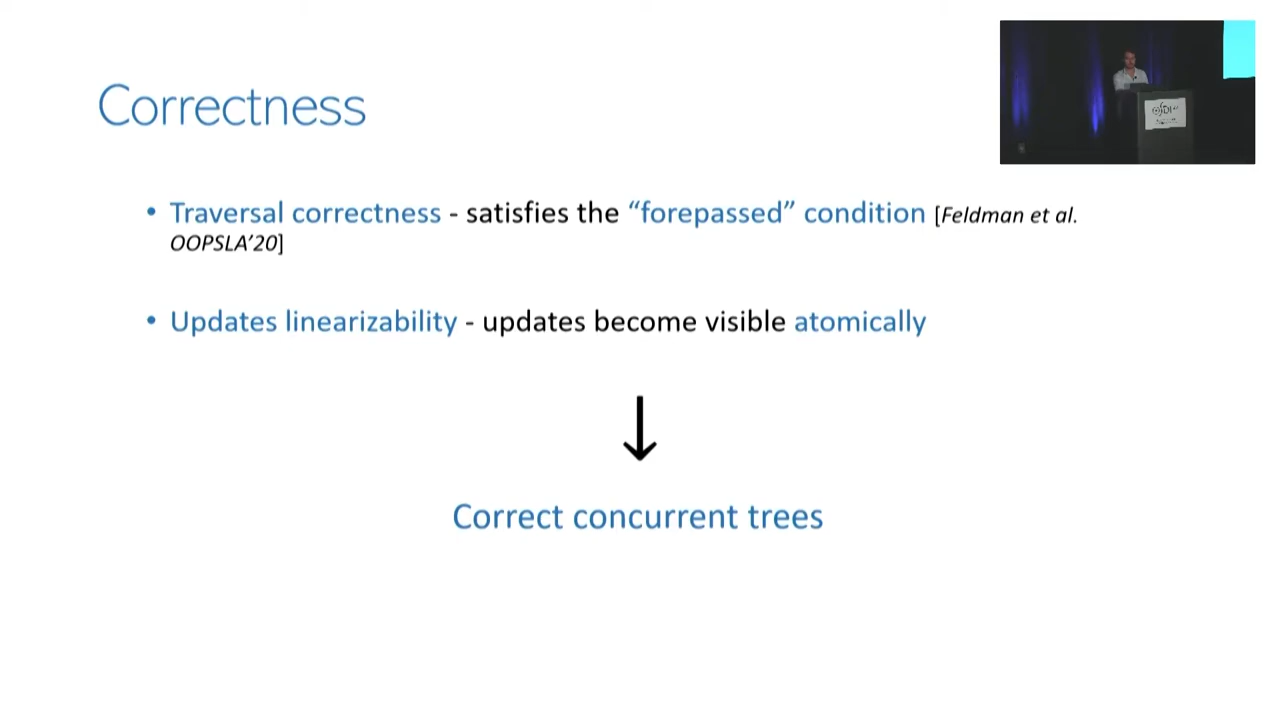 Correctness
• Traversal correctness - satisfies the “forepassed” condition [Feldman et al.
OOPSLA’20]
• Updates linearizability - updates become visible atomically
↓
Correct concurrent trees